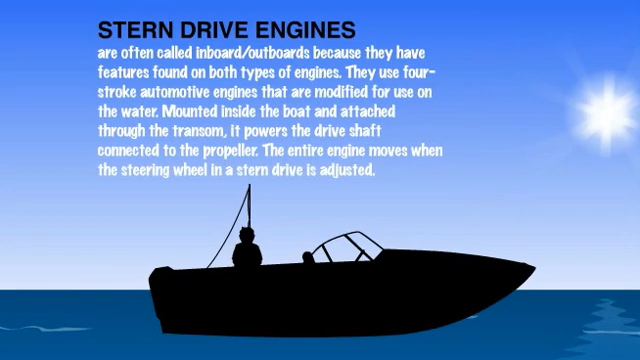 STERN DRIVE ENGINES
are often called inboard/outboards because they have
features found on both types of engines. They use four-
stroke automotive engines that are modified for use on
the water. Mounted inside the boat and attached
through the transom, it powers the drive shaft
connected to the propeller. The entire engine moves when
the steering wheel in a stern drive is adjusted.